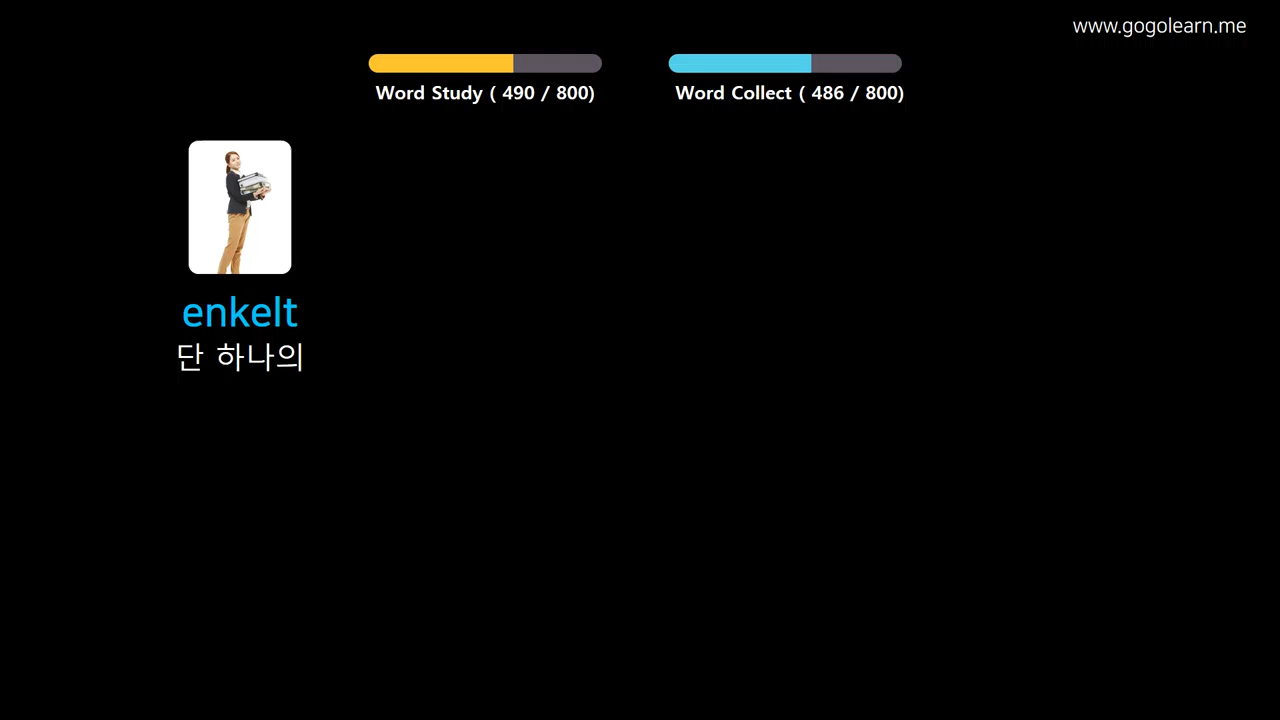 www.gogolearn.me
Word Study ( 490 / 800)
Word Collect ( 486 / 800)
enkelt
단 하나의